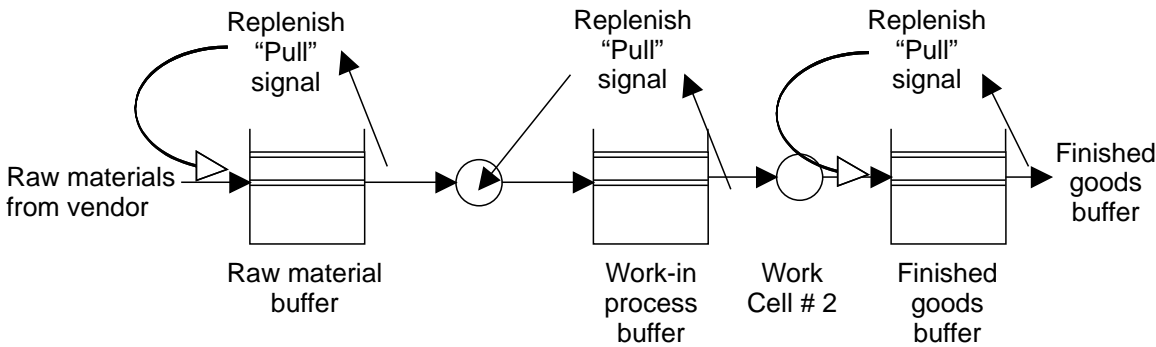 Replenish
“Pull”
signal
Replenish
“Pull”
signal
Replenish
“Pull”
signal
Raw materials
from vendor
Finished
goods
buffer
Raw material
buffer
Work-in
process
buffer
Work
Cell # 2
Finished
goods
buffer